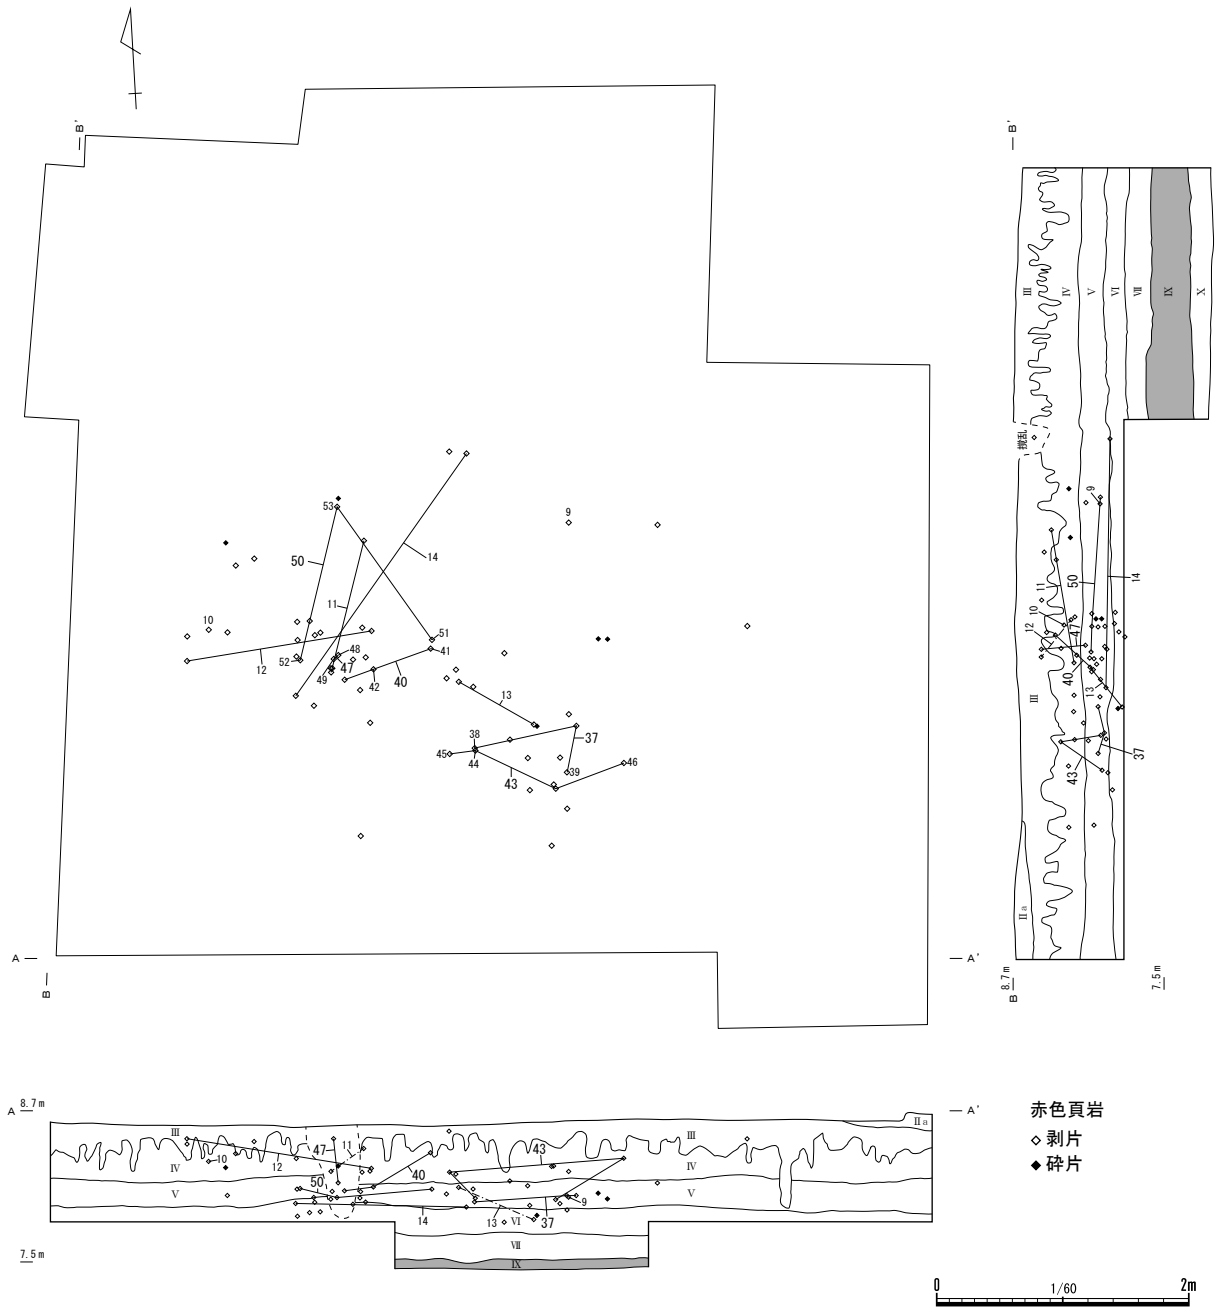 B'
B'
53
9
50
14
11
10
51
48
41
12
52
49
47
42
40
13
38
37
45
44
39
46
43
A
A'
B
III
IV
V
VI
VII
IX
X
攪乱
9
50
14
11
10
12
47
40
13
III
37
43
IIa
8.7m
7.5m
B
A 8.7m
A'
IIa
III
III
47
11
43
10
12
IV
40
IV
50
V
V
9
14
13
VI
37
VII
7.5m
IX
赤色頁岩
◇ 剥片
◆ 砕片
0 1/60 2m